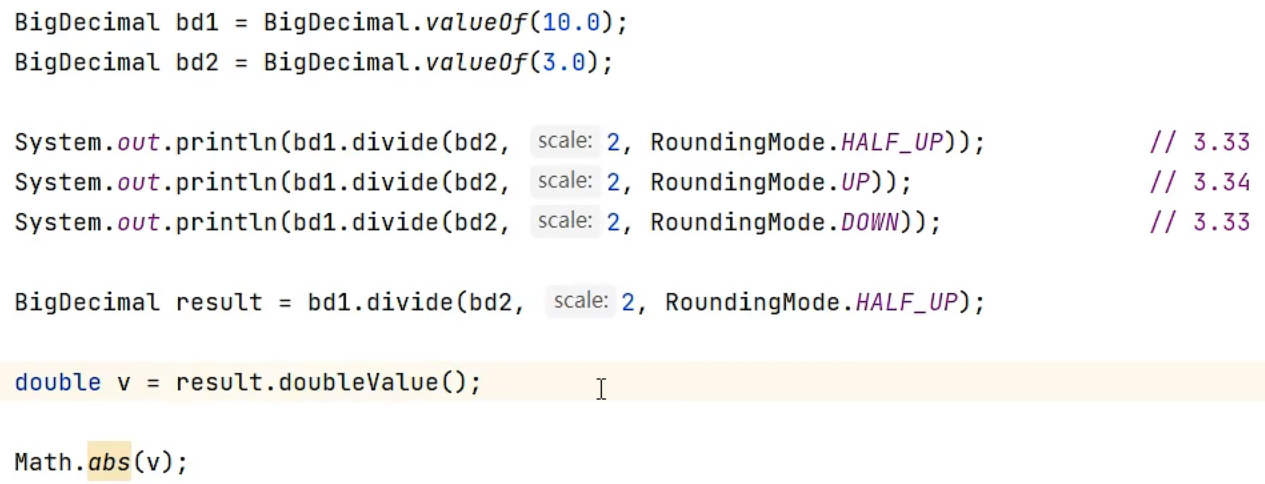 BigDecimal bd1 = BigDecimal.valueOf(10.0);
BigDecimal bd2 = BigDecimal.valueOf(3.0);
System.out.println(bd1.divide(bd2, scale: 2, RoundingMode.HALF_UP)); // 3.33
System.out.println(bd1.divide(bd2, scale: 2, RoundingMode.UP)); // 3.34
System.out.println(bd1.divide(bd2, scale: 2, RoundingMode.DOWN)); // 3.33
BigDecimal result = bd1.divide(bd2, scale: 2, RoundingMode.HALF_UP);
double v = result.doubleValue();
Math.abs(v);